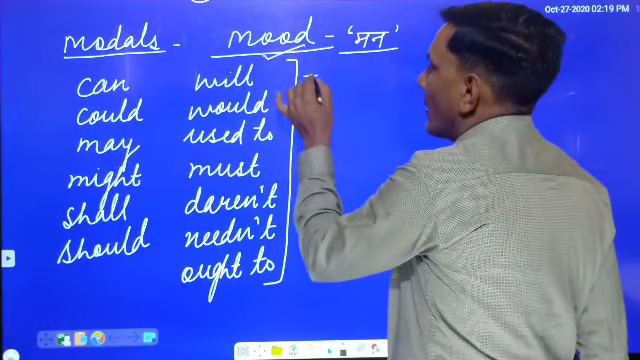 Oct-27-2020 02:19 PM
modals - mood - 'मन'
can will
could would
may used to
might must
shall daren't
should needn't
ought to